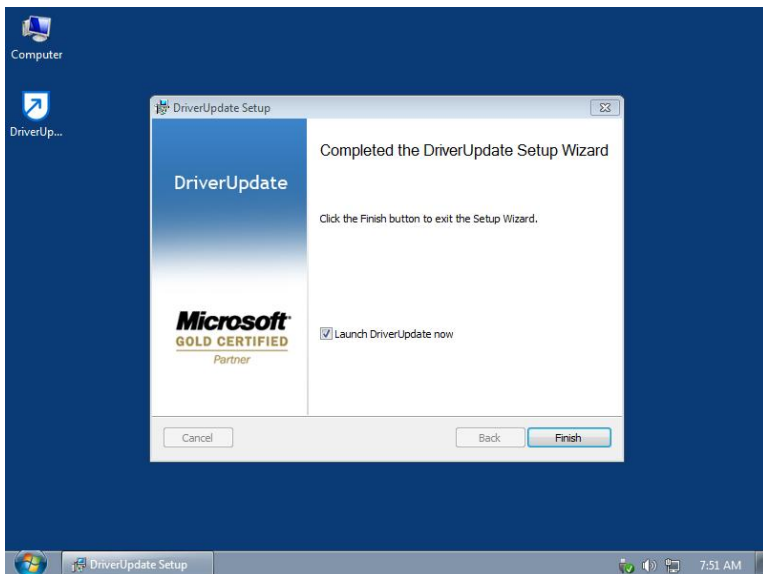 Computer
DriverUp...
DriverUpdate Setup
Completed the DriverUpdate Setup Wizard
DriverUpdate
Click the Finish button to exit the Setup Wizard.
Microsoft
GOLD CERTIFIED
Partner
Launch DriverUpdate now
Cancel
Back
Finish
DriverUpdate Setup
7:51 AM